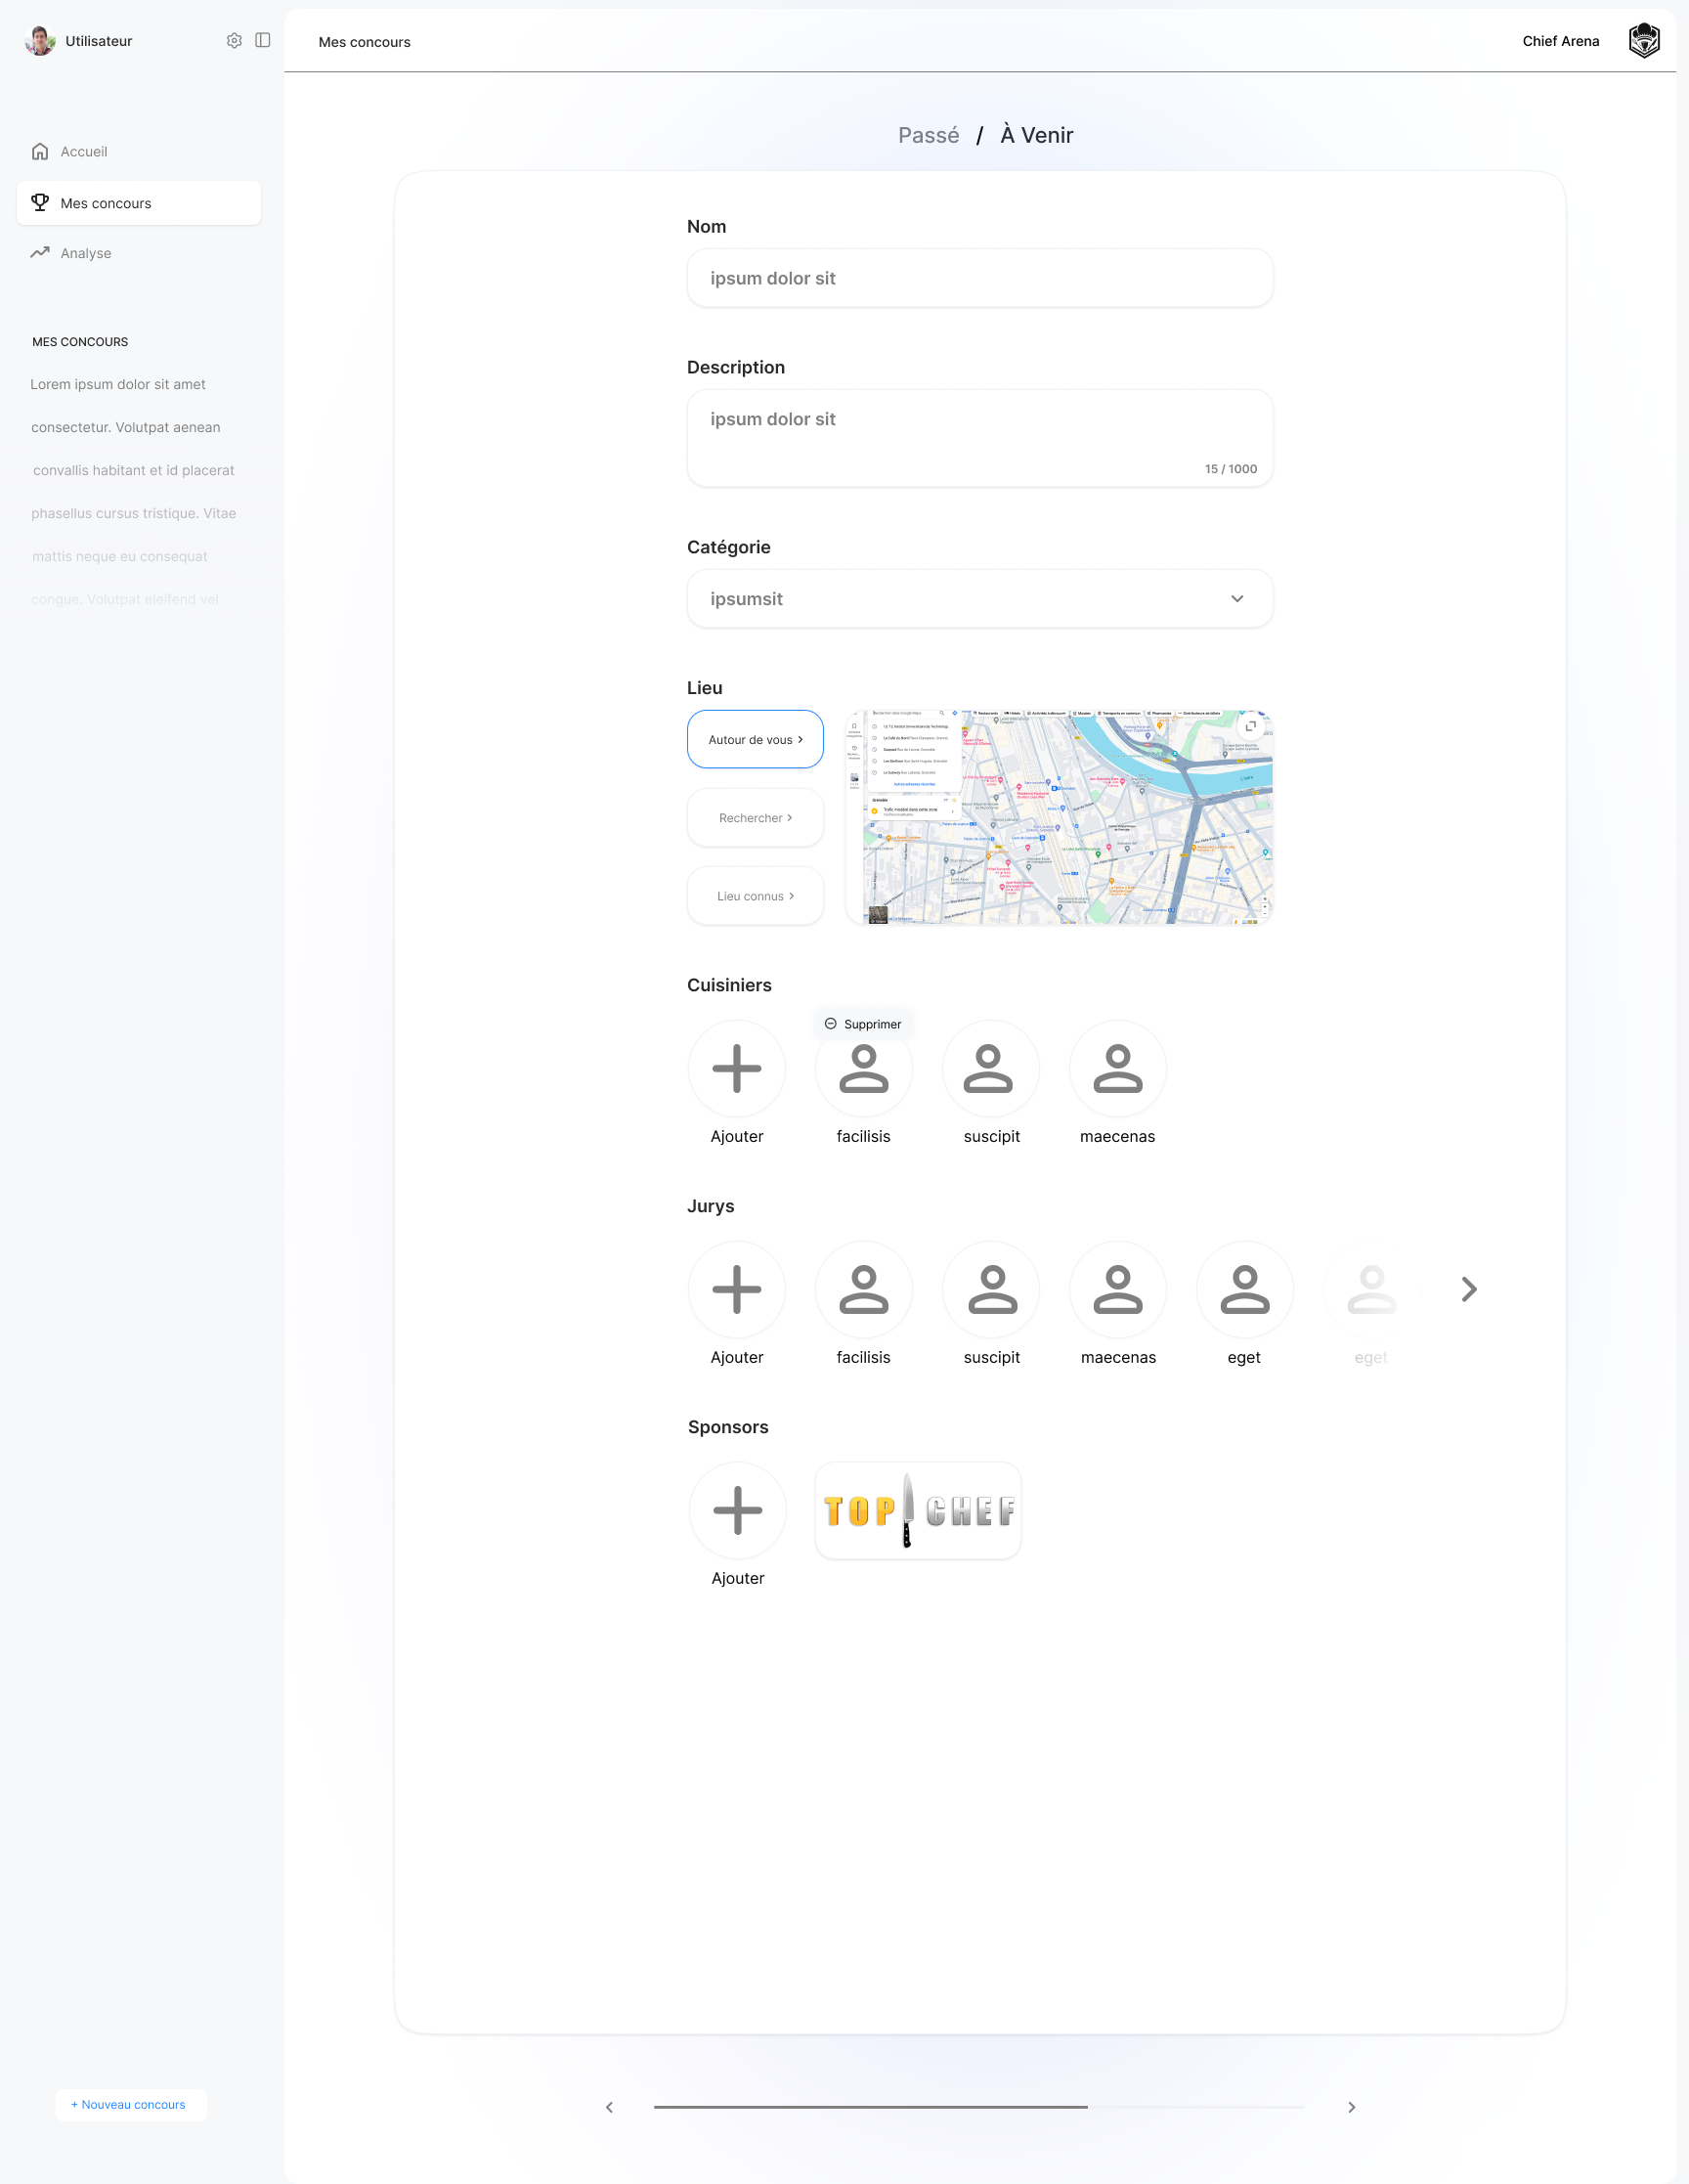 Utilisateur
Mes concours
Chief Arena
Accueil
Mes concours
Analyse
MES CONCOURS
Lorem ipsum dolor sit amet
consectetur. Volutpat aenean
convallis habitant et id placerat
phasellus cursus tristique. Vitae
mattis neque eu consequat
congue. Volutpat eleifend vel
+ Nouveau concours
Passé / À Venir
Nom
ipsum dolor sit
Description
ipsum dolor sit
15 / 1000
Catégorie
ipsumsit
Lieu
Autour de vous >
Rechercher >
Lieu connus >
Grenoble
Cuisiniers
Supprimer
Ajouter
facilisis
suscipit
maecenas
Jurys
Ajouter
facilisis
suscipit
maecenas
eget
eget
Sponsors
TOP CHEF
Ajouter